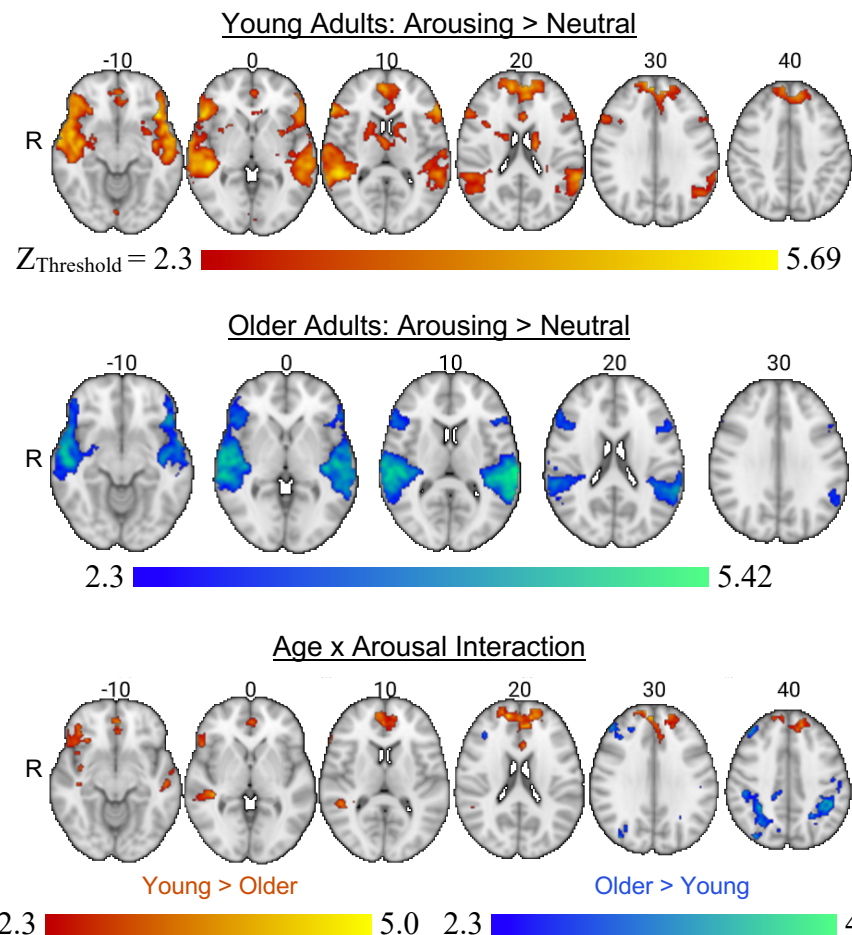 Young Adults: Arousing > Neutral
-10 0 10 20 30 40
R
ZThreshold = 2.3 5.69
Older Adults: Arousing > Neutral
-10 0 10 20 30
R
2.3 5.42
Age x Arousal Interaction
-10 0 10 20 30 40
R
Young > Older Older > Young
2.3 5.0 2.3 4